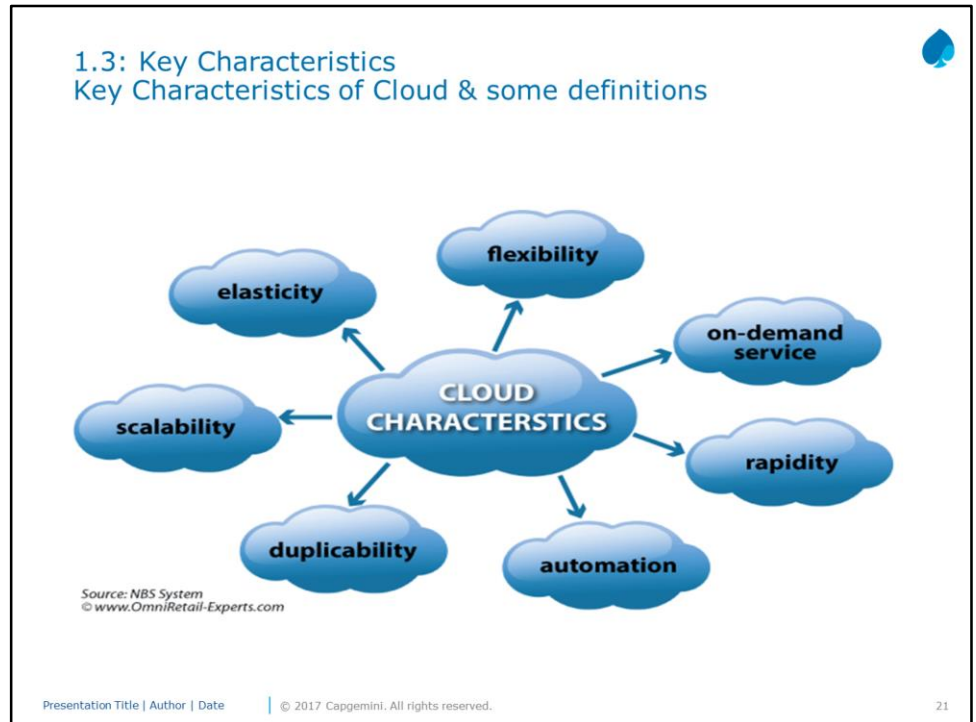 1.3: Key Characteristics
Key Characteristics of Cloud & some definitions
flexibility
elasticity
on-demand
service
CLOUD
CHARACTERSTICS
scalability
rapidity
duplicability
automation
Source: NBS System
© www.OmniRetail-Experts.com
Presentation Title | Author | Date
© 2017 Capgemini. All rights reserved.
21